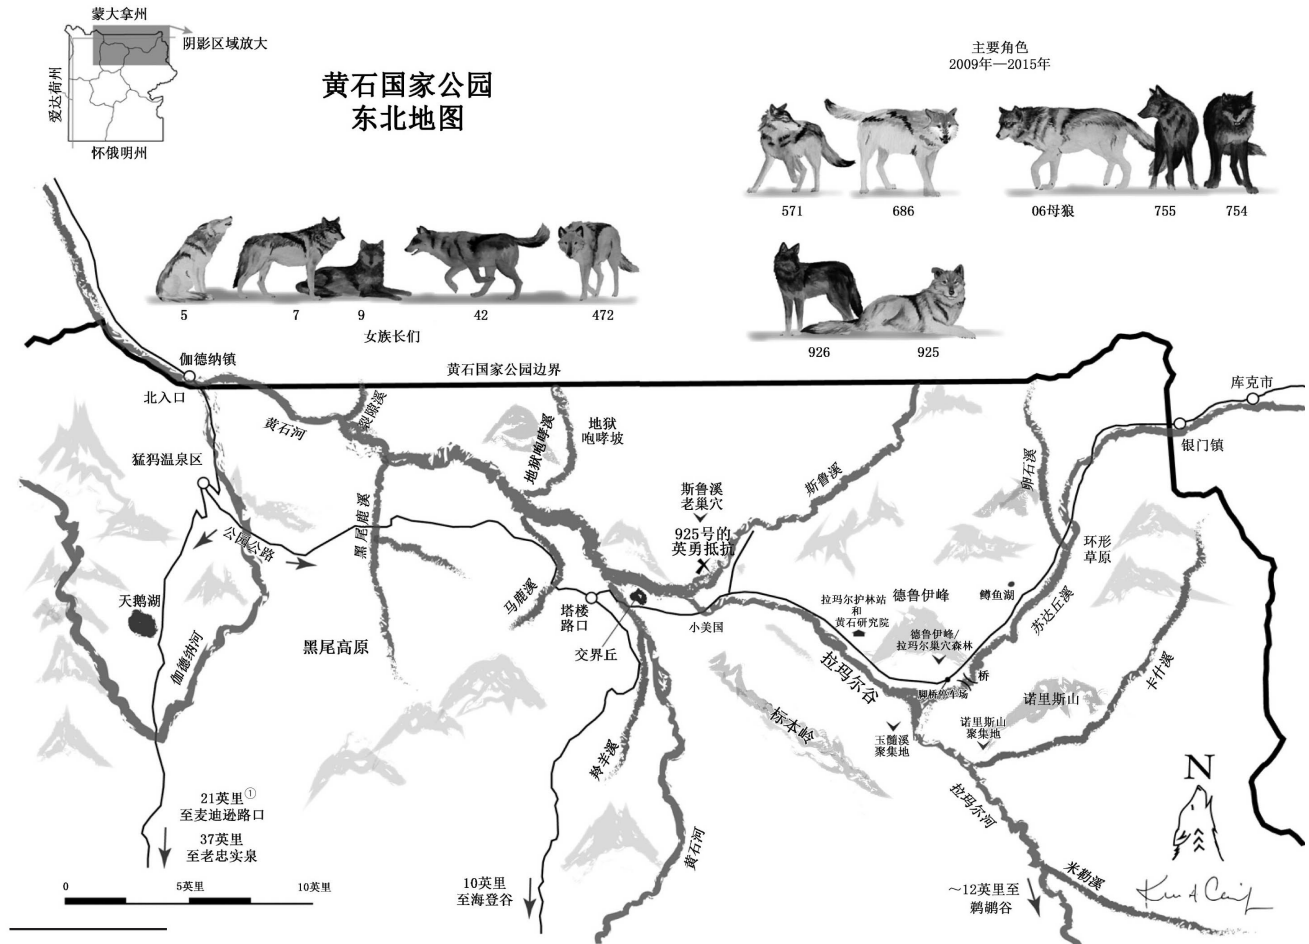 蒙大拿州
阴影区域放大
爱达荷州
怀俄明州
黄石国家公园
东北地图
主要角色
2009年—2015年
571
686
06母狼
755
754
5
7
9
42
472
女族长们
926
925
伽德纳镇
北入口
黄石国家公园边界
库克市
银门镇
黄石河
裂隙溪
地狱咆哮溪
地狱
咆哮坡
猛犸温泉区
公园公路
黑尾鹿溪
斯鲁溪
老巢穴
斯鲁溪
925号的
英勇抵抗
卵石溪
环形
草原
天鹅湖
伽德纳河
黑尾高原
马鹿溪
塔楼
路口
交界丘
小美国
拉玛尔护林站
和
黄石研究院
德鲁伊峰
鳟鱼湖
苏达丘溪
德鲁伊峰/
拉玛尔巢穴森林
拉玛尔谷
脚桥停车场
桥
诺里斯山
卡什溪
标本岭
玉髓溪
聚集地
诺里斯山
聚集地
羚羊溪
拉玛尔河
黄石河
米勒溪
21英里①
至麦迪逊路口
37英里
至老忠实泉
10英里
至海登谷
～12英里至
鹈鹕谷
N
0
5英里
10英里